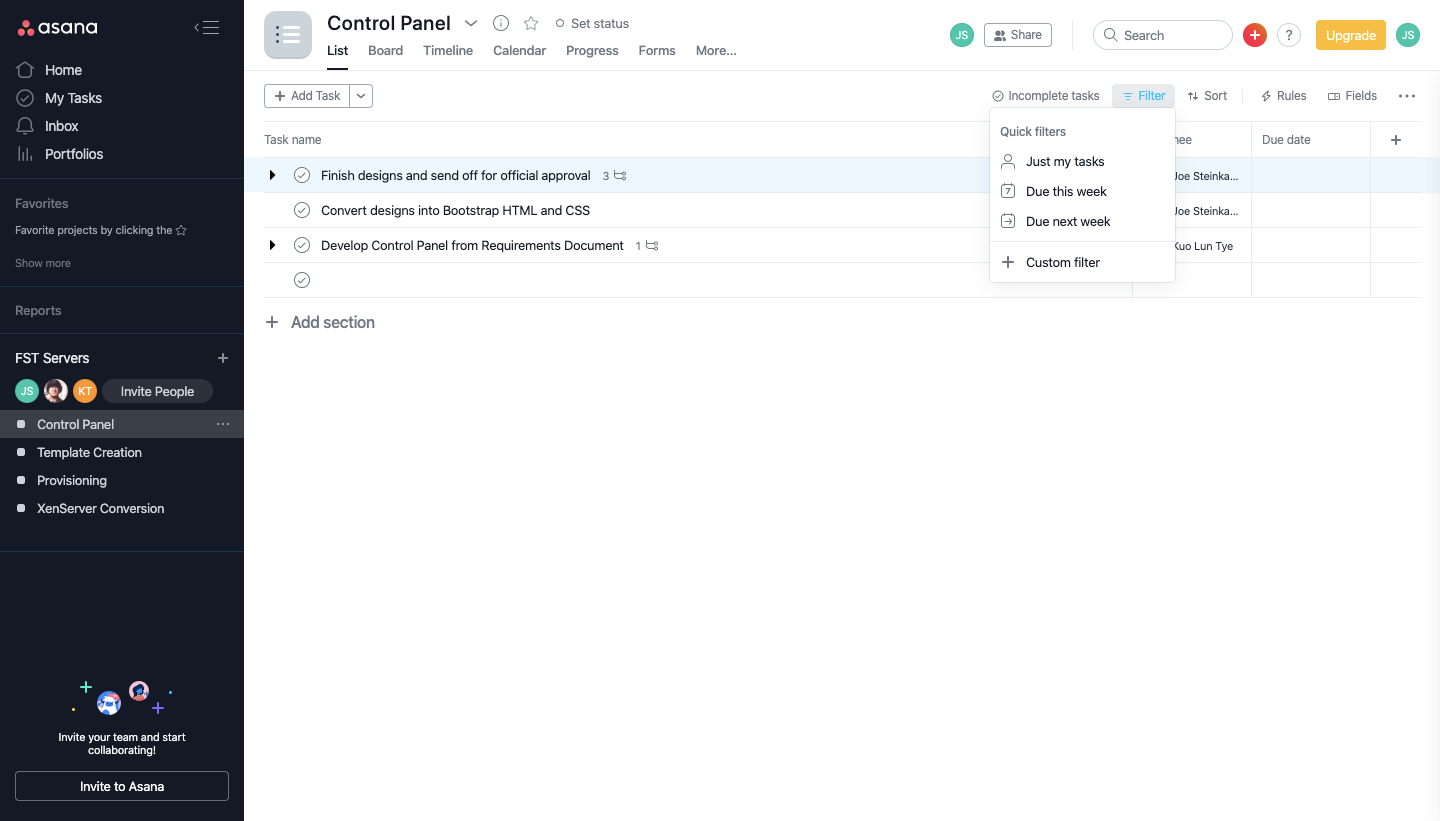 asana
Home
My Tasks
Inbox
Portfolios
Favorites
Favorite projects by clicking the
Show more
Reports
FST Servers
JS
KT
Invite People
Control Panel
Template Creation
Provisioning
XenServer Conversion
Invite your team and start
collaborating!
Invite to Asana
Control Panel
Set status
List Board Timeline Calendar Progress Forms More...
JS
Share
Search
?
Upgrade
JS
Add Task
Incomplete tasks
Filter
Sort
Rules
Fields
Task name
Due date
Finish designs and send off for official approval 3
Joe Steinka...
Convert designs into Bootstrap HTML and CSS
Joe Steinka...
Develop Control Panel from Requirements Document 1
Kuo Lun Tye
Add section
Quick filters
Just my tasks
7
Due this week
Due next week
Custom filter